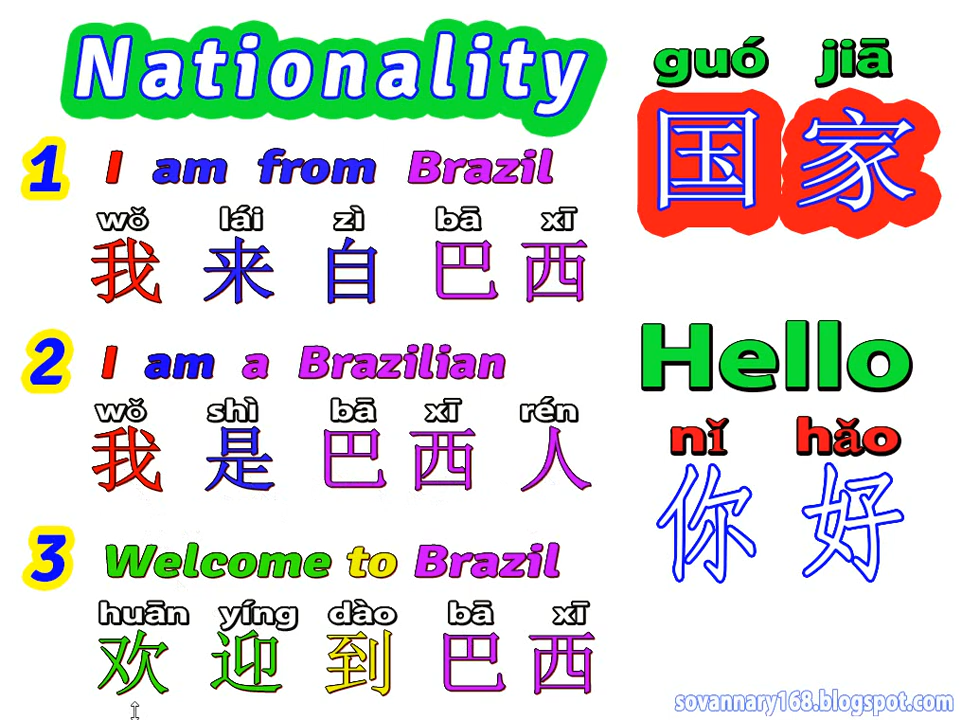 Nationality
1 I am from Brazil
wǒ lái zì bā xī
我 来 自 巴 西
2 I am a Brazilian
wǒ shì bā xī rén
我 是 巴 西 人
3 Welcome to Brazil
huān yíng dào bā xī
欢 迎 到 巴 西
guó jiā
国 家
Hello
nǐ hǎo
你 好
sovannary168.blogspot.com